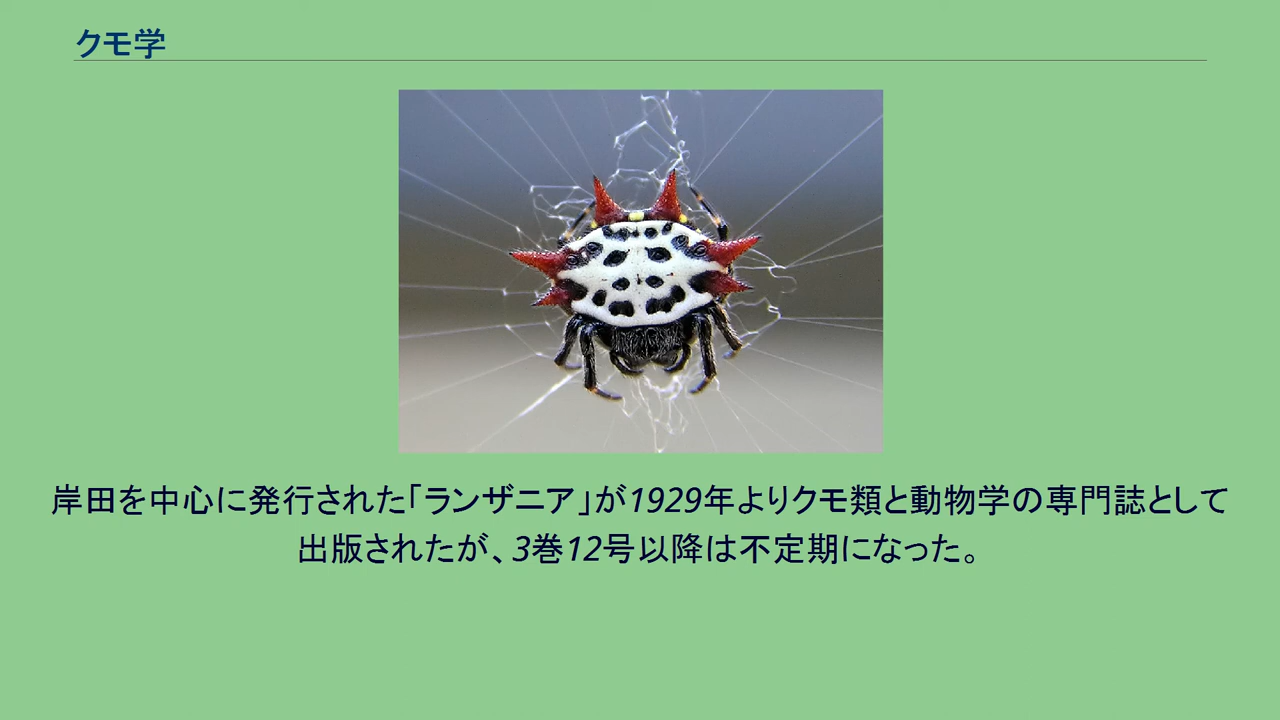 クモ学
岸田を中心に発行された「ランザニア」が1929年よりクモ類と動物学の専門誌として
出版されたが、3巻12号以降は不定期になった。